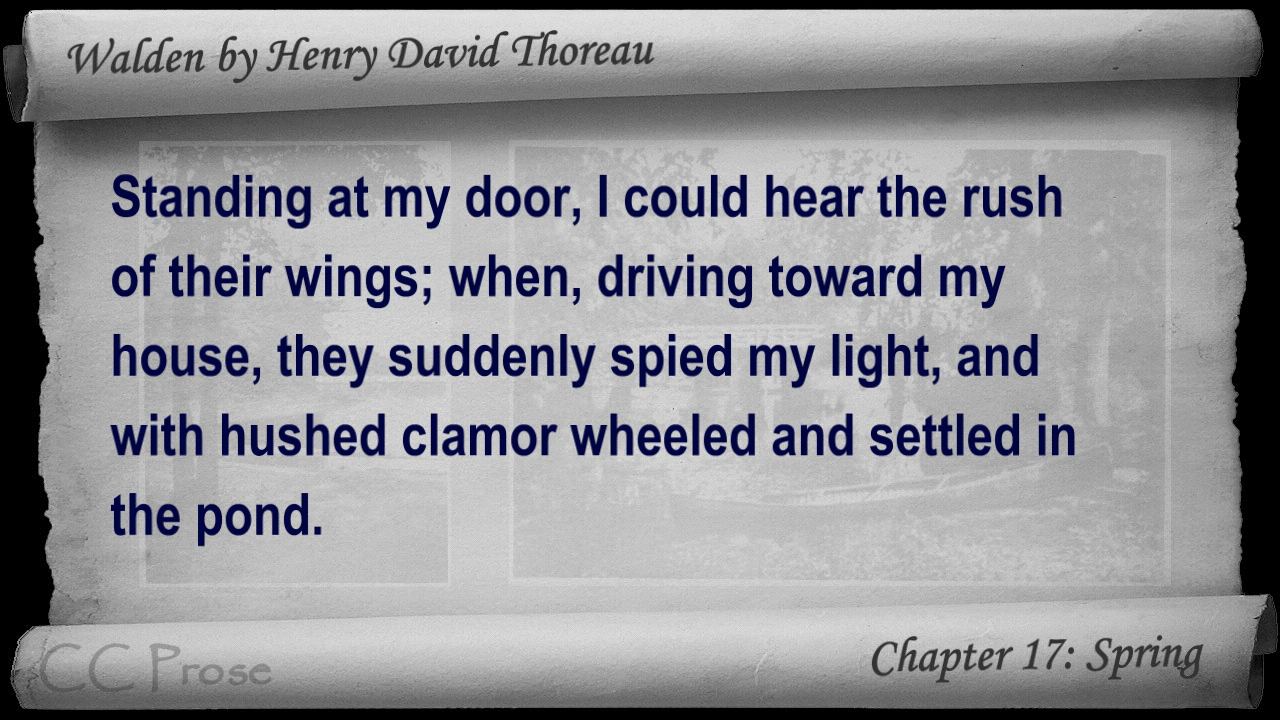 Walden by Henry David Thoreau
Standing at my door, I could hear the rush
of their wings; when, driving toward my
house, they suddenly spied my light, and
with hushed clamor wheeled and settled in
the pond.
CC Prose
Chapter 17: Spring